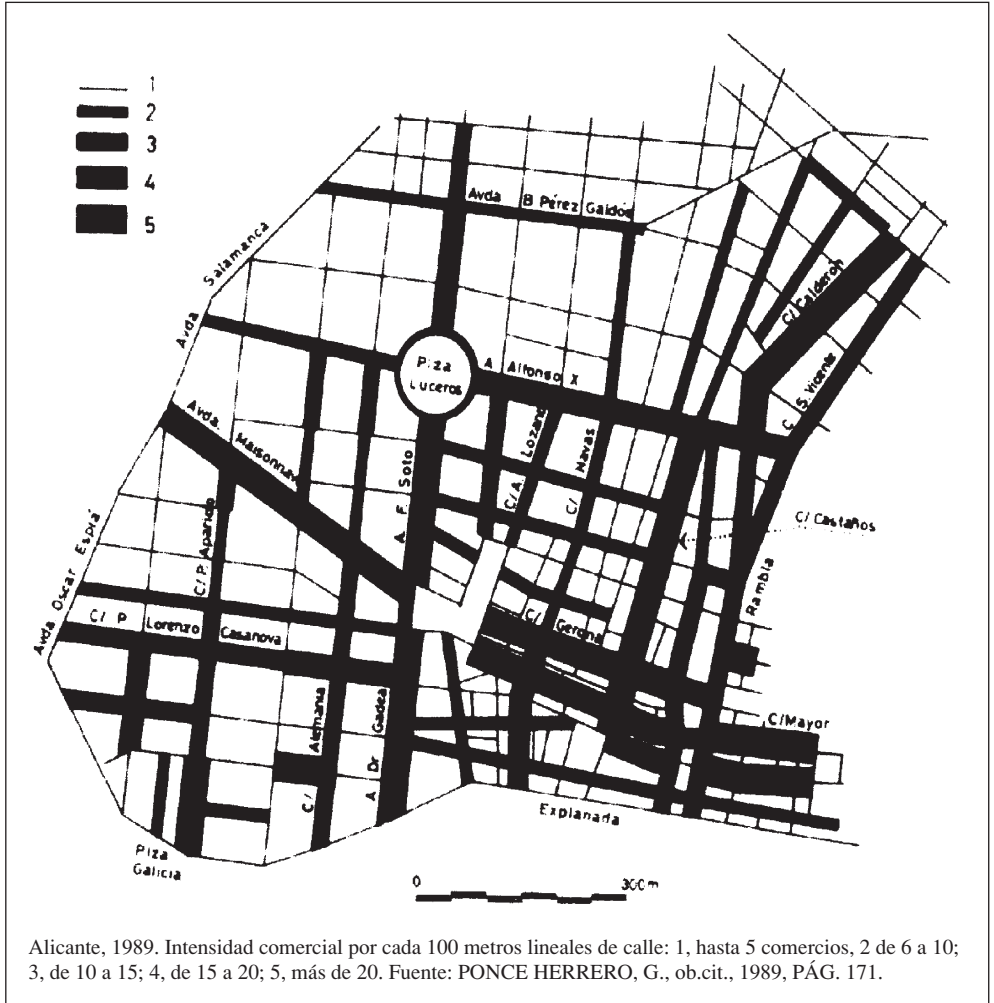 1
2
3
4
5
Avda B Pérez Galdós
Avda Salamanca
Plza Luceros
A Alfonso X
C/ Calderon
C S. Vicente
Avda. Maisonnave
A. F. Soto
C/ A. Lozano
C/ Navas
C/ Castaños
Avda Oscar Esplá
C/ P. Aparicio
C/ P Lorenzo Casanova
C/ Gerona
Rambla
C/ Alemania
A Dr Gadea
C/Mayor
Explanada
Plza Galicia
0 300m
Alicante, 1989. Intensidad comercial por cada 100 metros lineales de calle: 1, hasta 5 comercios, 2 de 6 a 10;
3, de 10 a 15; 4, de 15 a 20; 5, más de 20. Fuente: PONCE HERRERO, G., ob.cit., 1989, PÁG. 171.